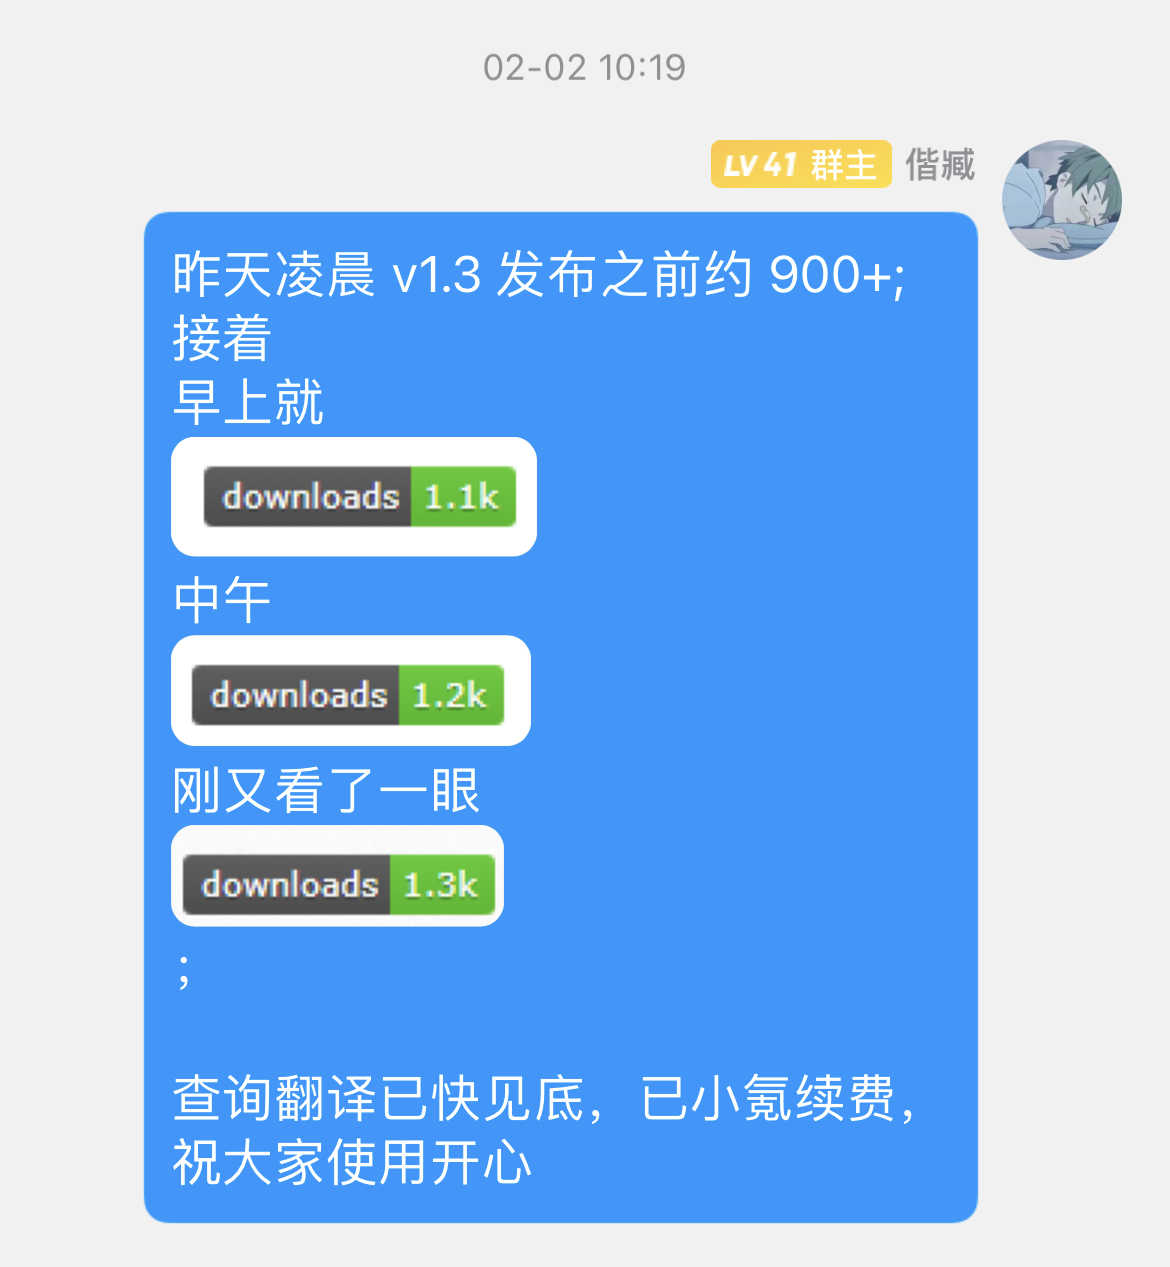 02-02 10:19
LV 41 群主 偕臧
昨天凌晨 v1.3 发布之前约 900+;
接着
早上就
downloads 1.1k
中午
downloads 1.2k
刚又看了一眼
downloads 1.3k
；
查询翻译已快见底，已小氪续费，
祝大家使用开心